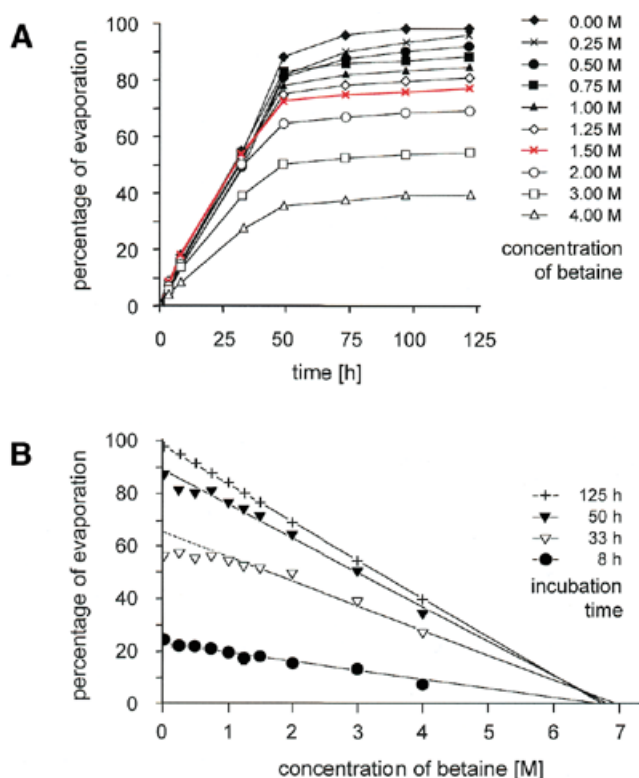 A
percentage of evaporation
100
80
60
40
20
0
0 25 50 75 100 125
time [h]
0.00 M
0.25 M
0.50 M
0.75 M
1.00 M
1.25 M
1.50 M
2.00 M
3.00 M
4.00 M
concentration
of betaine
B
percentage of evaporation
100
80
60
40
20
0
0 1 2 3 4 5 6 7
concentration of betaine [M]
125 h
50 h
33 h
8 h
incubation
time